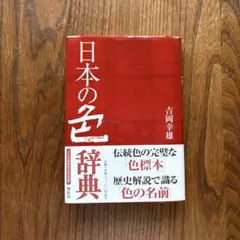 日本の色辞典
吉岡幸雄
伝統色の完璧な
色標本
歴史解説で識る
色の名前